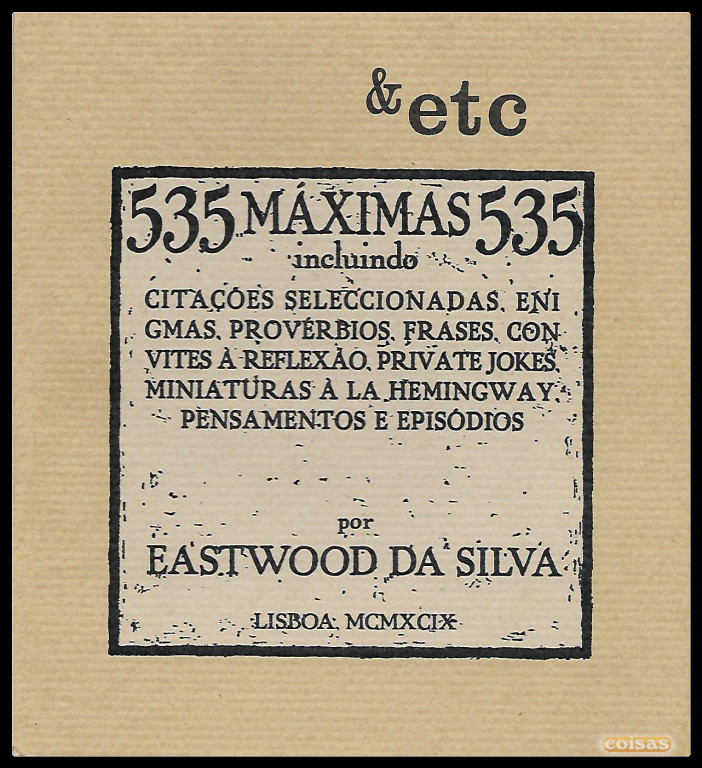 &etc
535 MÁXIMAS 535
incluindo
CITAÇÕES SELECCIONADAS, ENI
GMAS, PROVÉRBIOS, FRASES, CON
VITES À REFLEXÃO, PRIVATE JOKES,
MINIATURAS À LA HEMINGWAY,
PENSAMENTOS E EPISÓDIOS
por
EASTWOOD DA SILVA
LISBOA, MCMXCIX
coisas